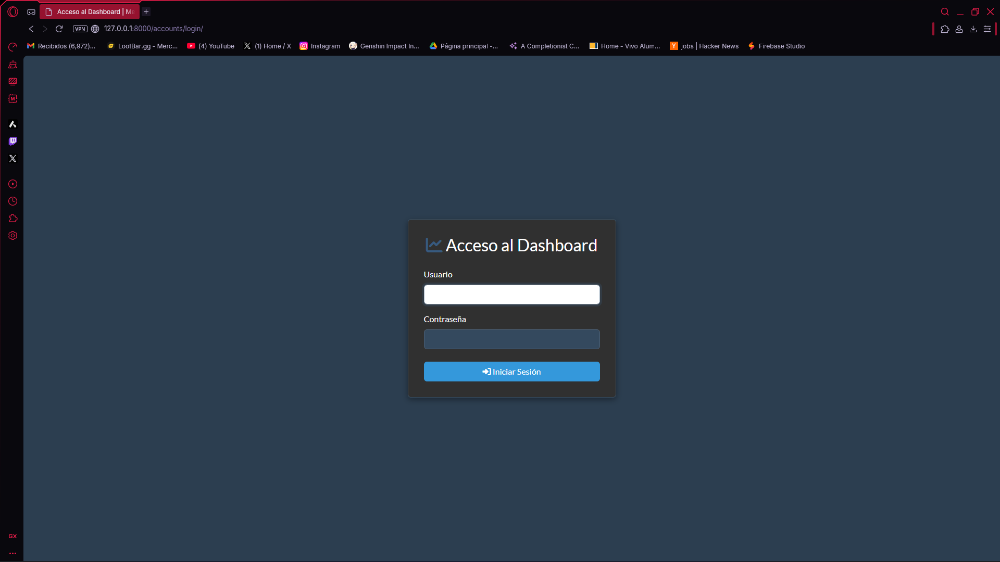 Acceso al Dashboard | Me
VPN 127.0.0.1:8000/accounts/login/
Recibidos (6,972)... LootBar.gg - Merc... (4) YouTube (1) Home / X Instagram Genshin Impact In... Página principal -... A Completionist C... Home - Vivo Alum... Y jobs | Hacker News Firebase Studio
M
Acceso al Dashboard
Usuario
Contraseña
Iniciar Sesión
GX